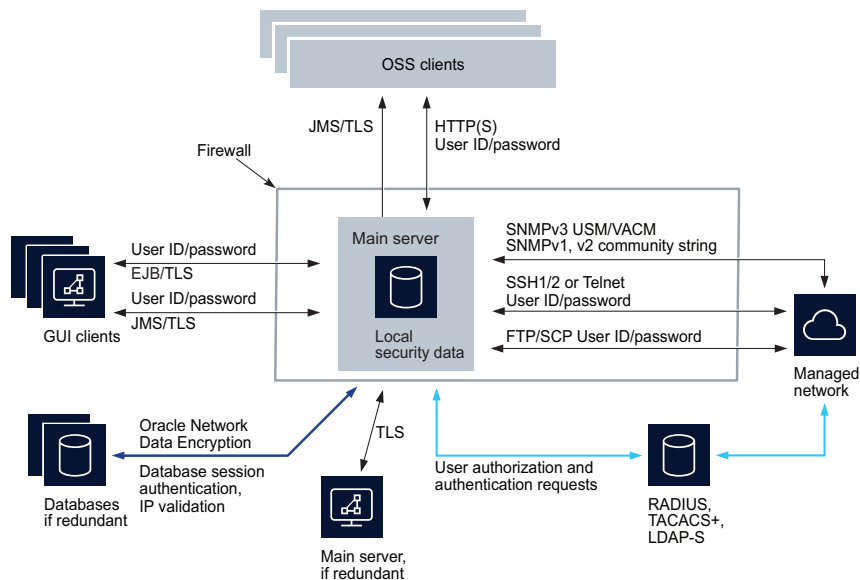 OSS clients
JMS/TLS
HTTP(S)
User ID/password
Firewall
Main server
Local
security data
SNMPv3 USM/VACM
SNMPv1, v2 community string
SSH1/2 or Telnet
User ID/password
FTP/SCP User ID/password
User ID/password
EJB/TLS
User ID/password
JMS/TLS
GUI clients
Managed
network
Oracle Network
Data Encryption
Database session
authentication,
IP validation
Databases
if redundant
TLS
Main server,
if redundant
User authorization and
authentication requests
RADIUS,
TACACS+,
LDAP-S